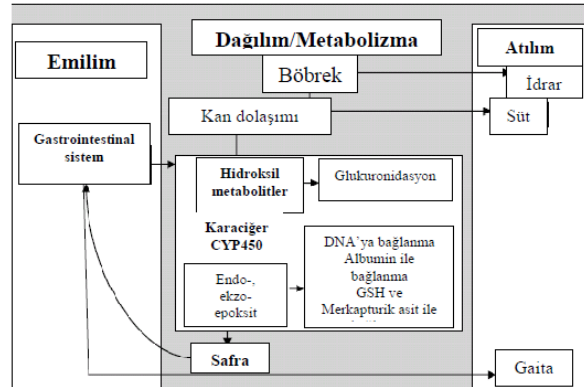 Emilim
Gastrointestinal
sistem
Dağılım/Metabolizma
Böbrek
Kan dolaşımı
Hidroksil
metabolitler
Glukuronidasyon
Karaciğer
CYP450
Endo-,
ekzo-
epoksit
DNA'ya bağlanma
Albumin ile
bağlanma
GSH ve
Merkapturik asit ile
Safra
Atılım
İdrar
Süt
Gaita